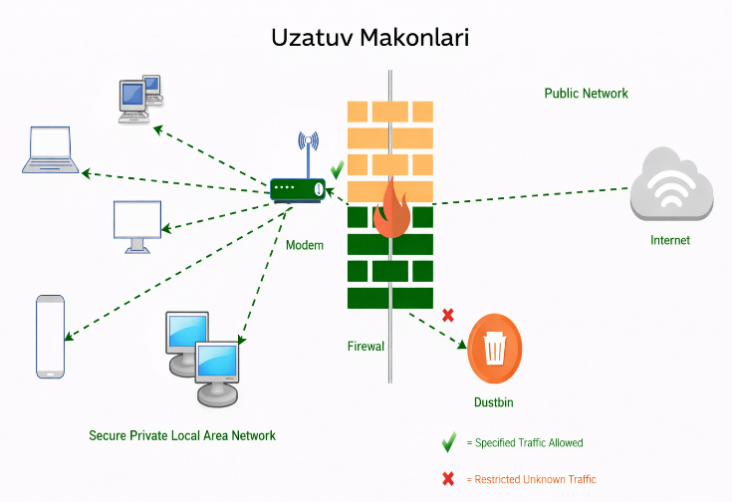 Uzatuv Makonlari
Public Network
Modem
Internet
Firewal
Dustbin
Secure Private Local Area Network
= Specified Traffic Allowed
= Restricted Unknown Traffic